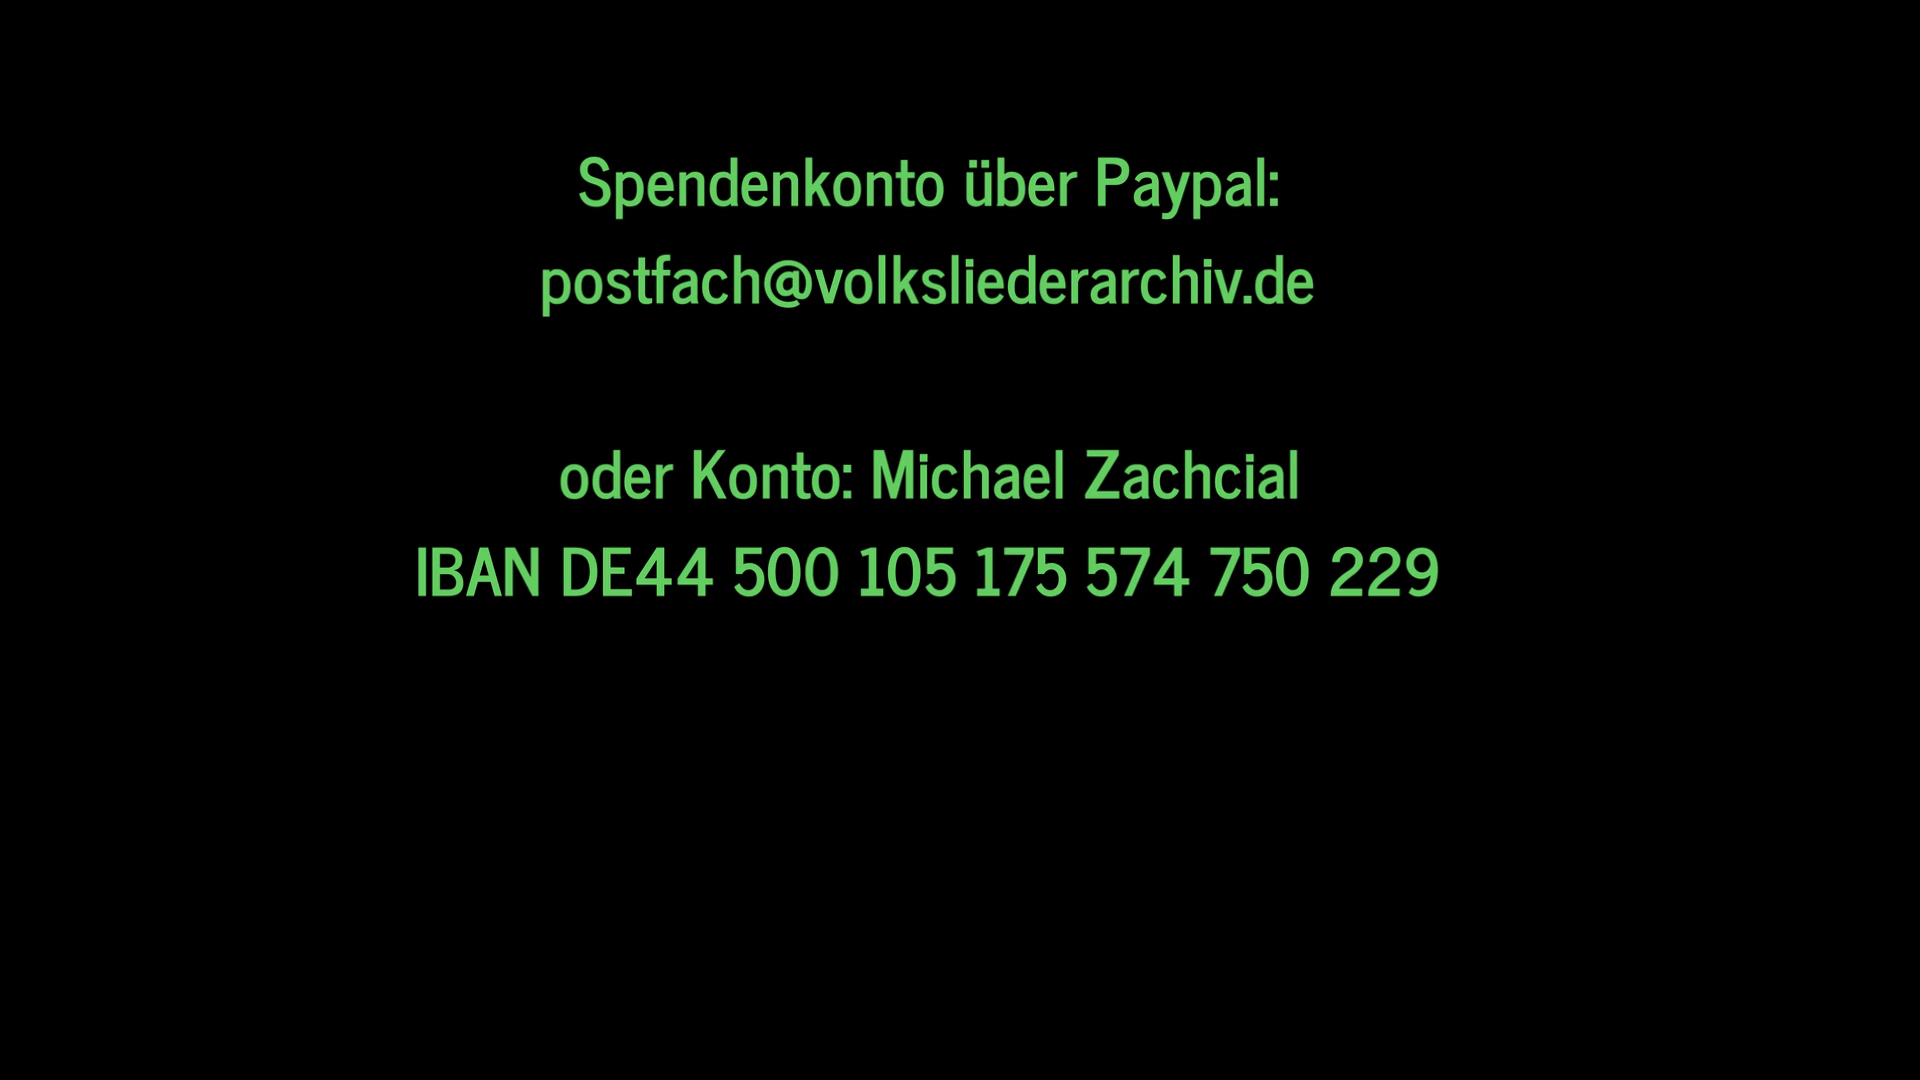 Spendenkonto über Paypal:
postfach@volksliederarchiv.de
oder Konto: Michael Zachcial
IBAN DE44 500 105 175 574 750 229